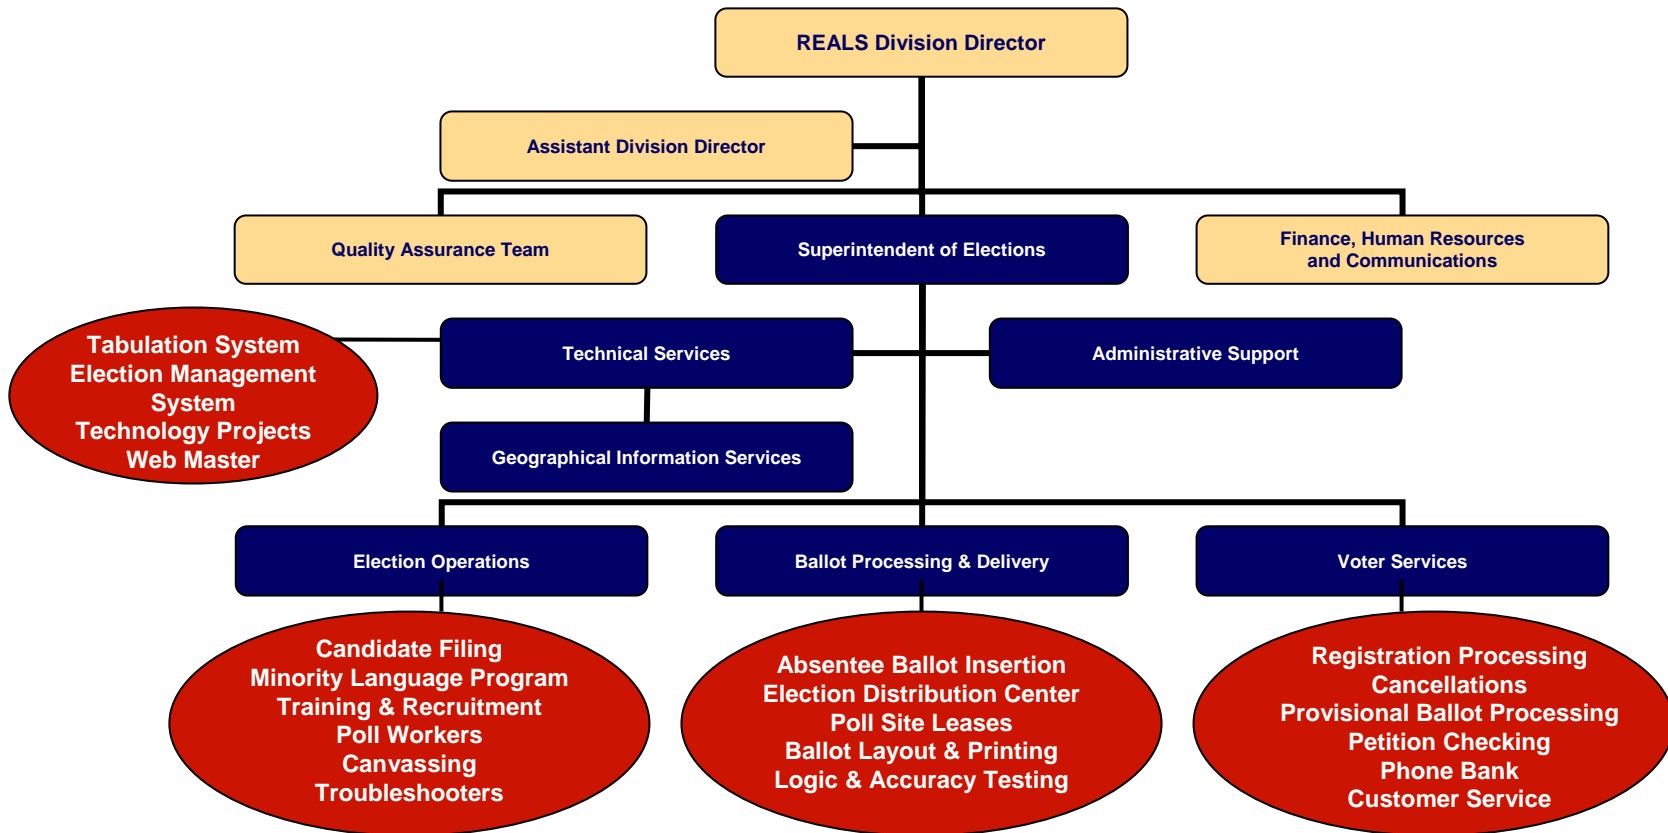 REALS Division Director
Assistant Division Director
Quality Assurance Team
Superintendent of Elections
Finance, Human Resources
and Communications
Tabulation System
Election Management
System
Technology Projects
Web Master
Technical Services
Administrative Support
Geographical Information Services
Election Operations
Ballot Processing & Delivery
Voter Services
Candidate Filing
Minority Language Program
Training & Recruitment
Poll Workers
Canvassing
Troubleshooters
Absentee Ballot Insertion
Election Distribution Center
Poll Site Leases
Ballot Layout & Printing
Logic & Accuracy Testing
Registration Processing
Cancellations
Provisional Ballot Processing
Petition Checking
Phone Bank
Customer Service